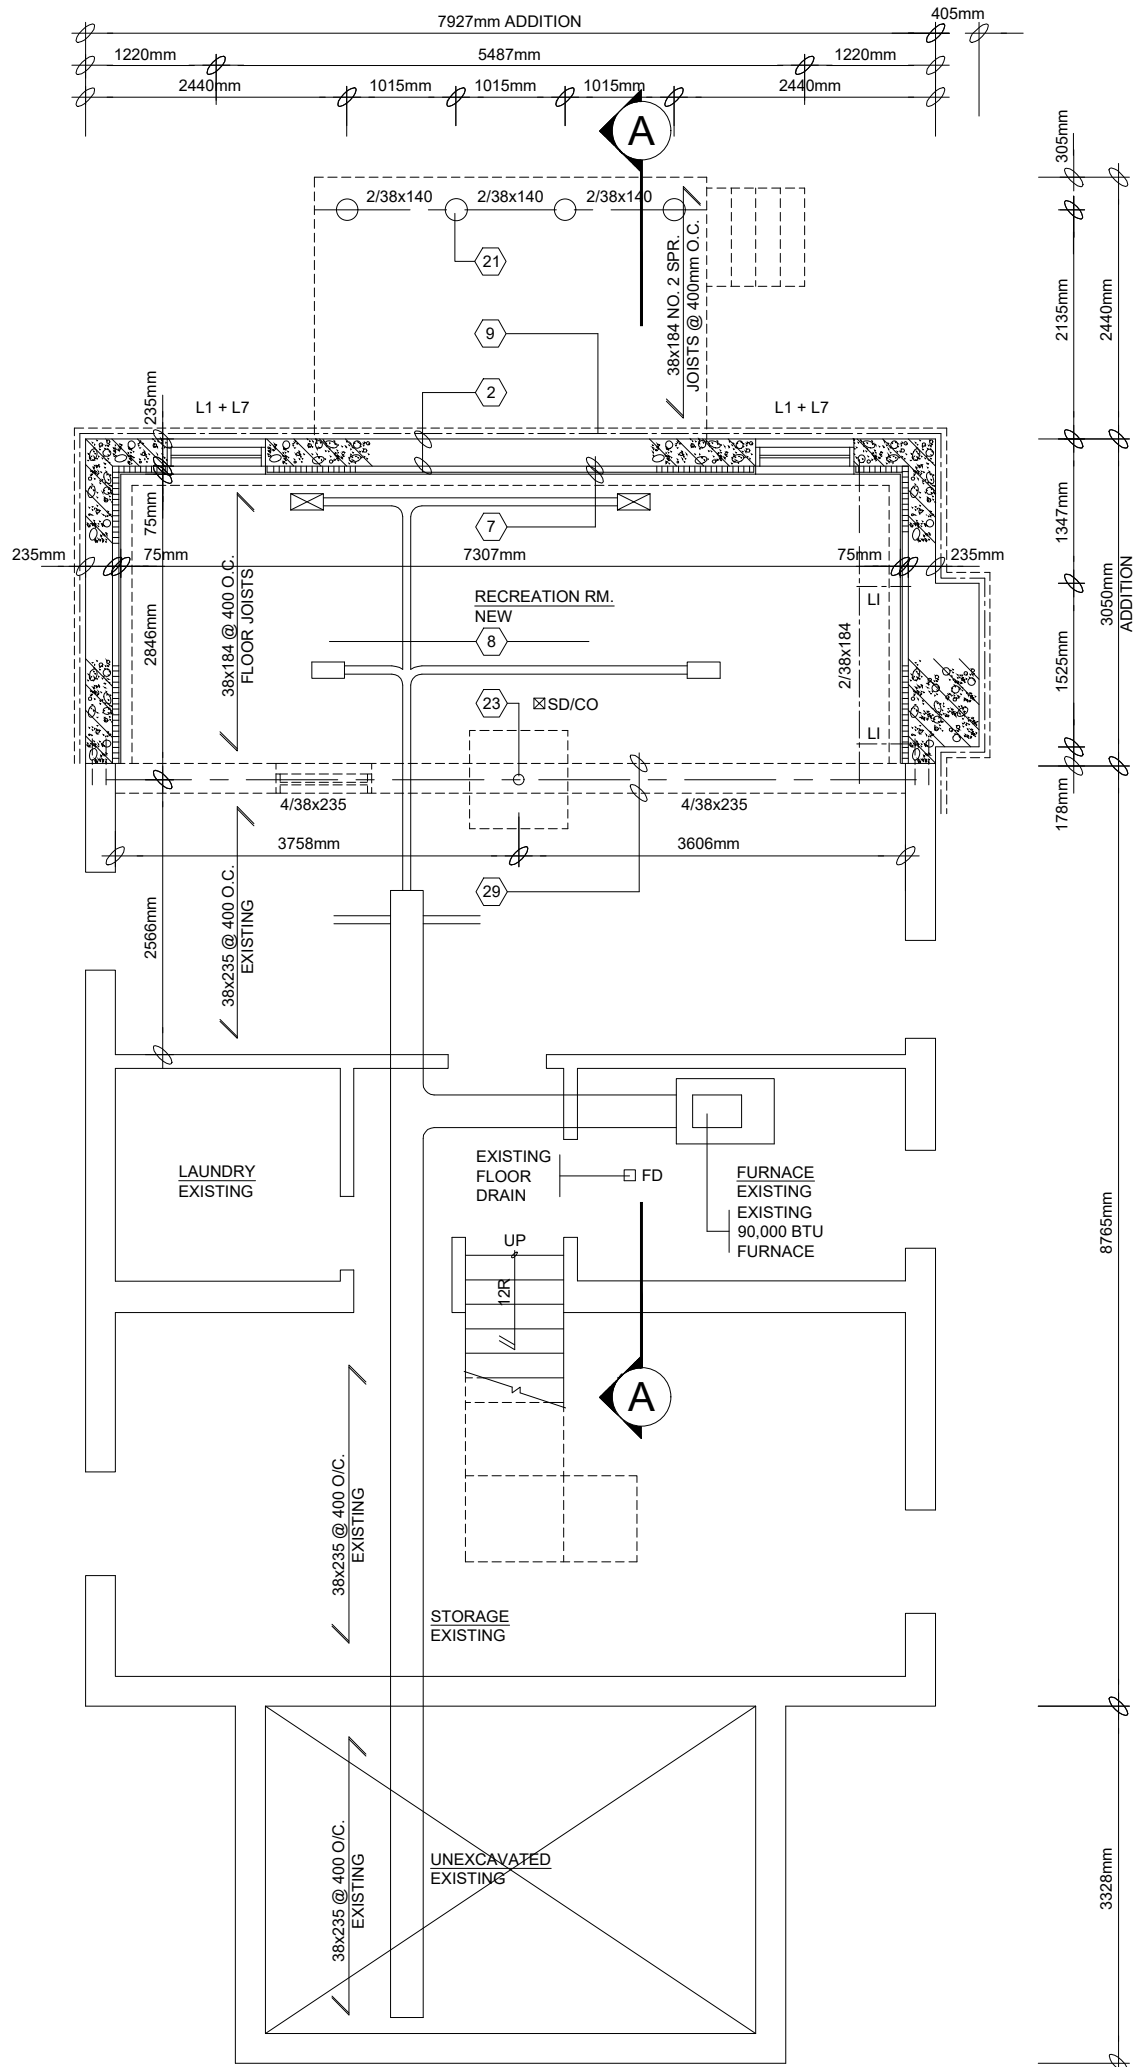 7927mm ADDITION
405mm
1220mm
5487mm
1220mm
2440mm
1015mm
1015mm
1015mm
2440mm
A
305mm
2/38x140
2/38x140
2/38x140
21
38x184 NO. 2 SPR.
JOISTS @ 400mm O.C.
2135mm
2440mm
9
2
235mm
L1 + L7
L1 + L7
75mm
7
1347mm
235mm
75mm
7307mm
75mm
235mm
38x184 @ 400 O.C.
FLOOR JOISTS
RECREATION RM.
NEW
8
LI
2846mm
2/38x184
3050mm
ADDITION
1525mm
23
SD/CO
LI
4/38x235
4/38x235
178mm
3758mm
3606mm
29
2566mm
38x235 @ 400 O.C.
EXISTING
LAUNDRY
EXISTING
EXISTING
FLOOR
DRAIN
FD
FURNACE
EXISTING
EXISTING
90,000 BTU
FURNACE
UP
12R
8765mm
A
38x235 @ 400 O/C.
EXISTING
STORAGE
EXISTING
38x235 @ 400 O/C.
EXISTING
UNEXCAVATED
EXISTING
3328mm